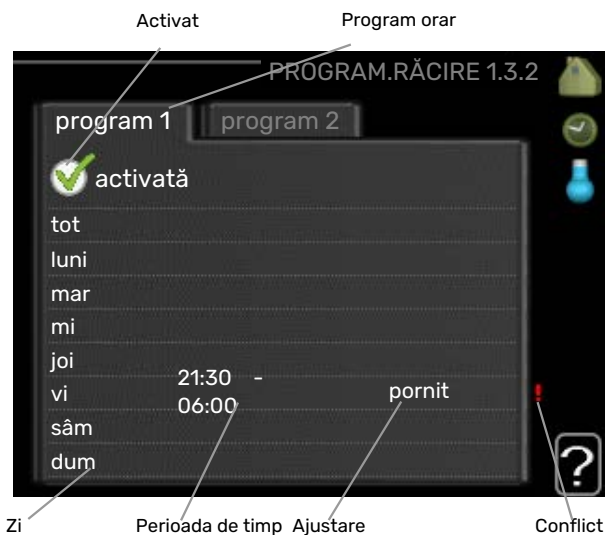 Activat Program orar
PROGRAM.RĂCIRE 1.3.2
program 1 program 2
activată
tot
luni
mar
mi
joi
21:30 -
vi pornit !
06:00
sâm
dum
?
Zi Perioada de timp Ajustare Conflict